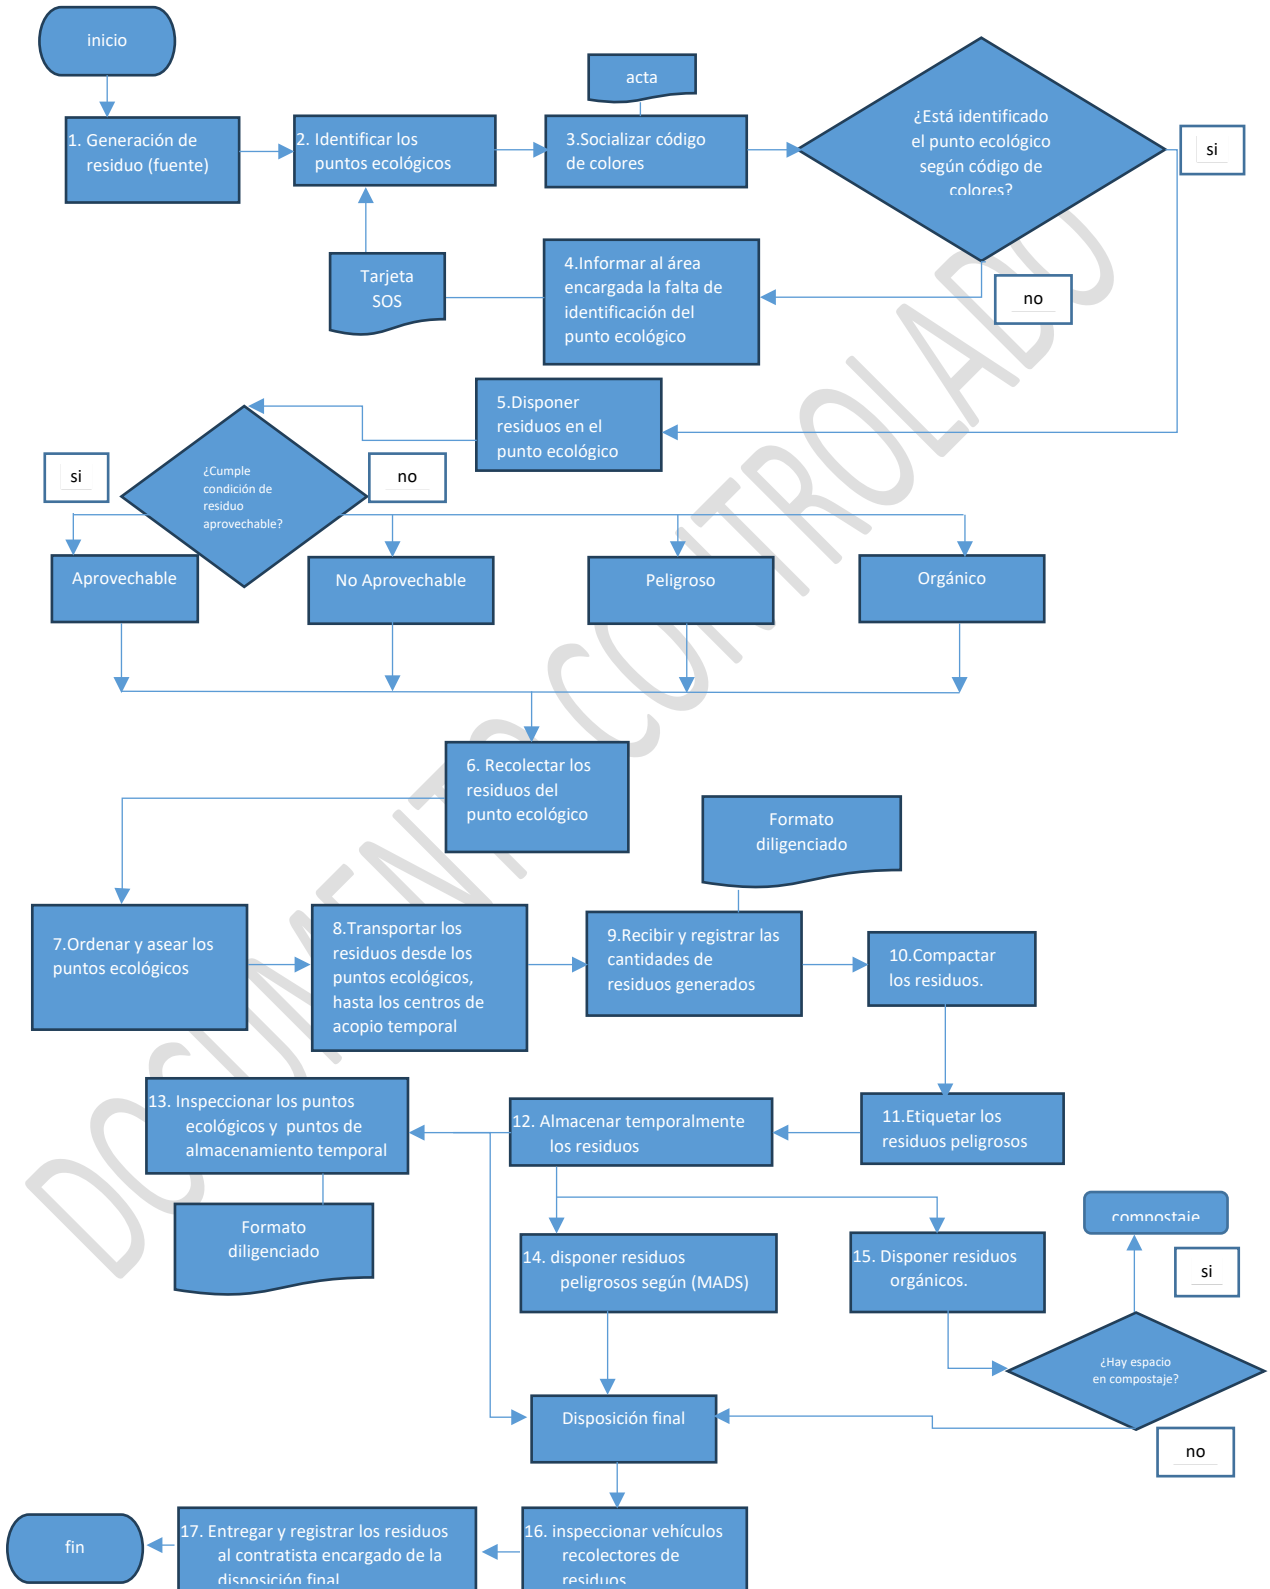 inicio
acta
1. Generación de
residuo (fuente)
2. Identificar los
puntos ecológicos
3.Socializar código
de colores
¿Está identificado
el punto ecológico
según código de
colores?
si
no
Tarjeta
SOS
4.Informar al área
encargada la falta de
identificación del
punto ecológico
5.Disponer
residuos en el
punto ecológico
si
¿Cumple
condición de
residuo
aprovechable?
no
Aprovechable
No Aprovechable
Peligroso
Orgánico
6. Recolectar los
residuos del
punto ecológico
Formato
diligenciado
7.Ordenar y asear los
puntos ecológicos
8.Transportar los
residuos desde los
puntos ecológicos,
hasta los centros de
acopio temporal
9.Recibir y registrar las
cantidades de
residuos generados
10.Compactar
los residuos.
13. Inspeccionar los puntos
ecológicos y  puntos de
almacenamiento temporal
12. Almacenar temporalmente
los residuos
11.Etiquetar los
residuos peligrosos
Formato
diligenciado
14. disponer residuos
peligrosos según (MADS)
15. Disponer residuos
orgánicos.
compostaje
si
¿Hay espacio
en compostaje?
no
Disposición final
fin
17. Entregar y registrar los residuos
al contratista encargado de la
disposición final
16. inspeccionar vehículos
recolectores de
residuos
DOCUMENTO CONTROLADO